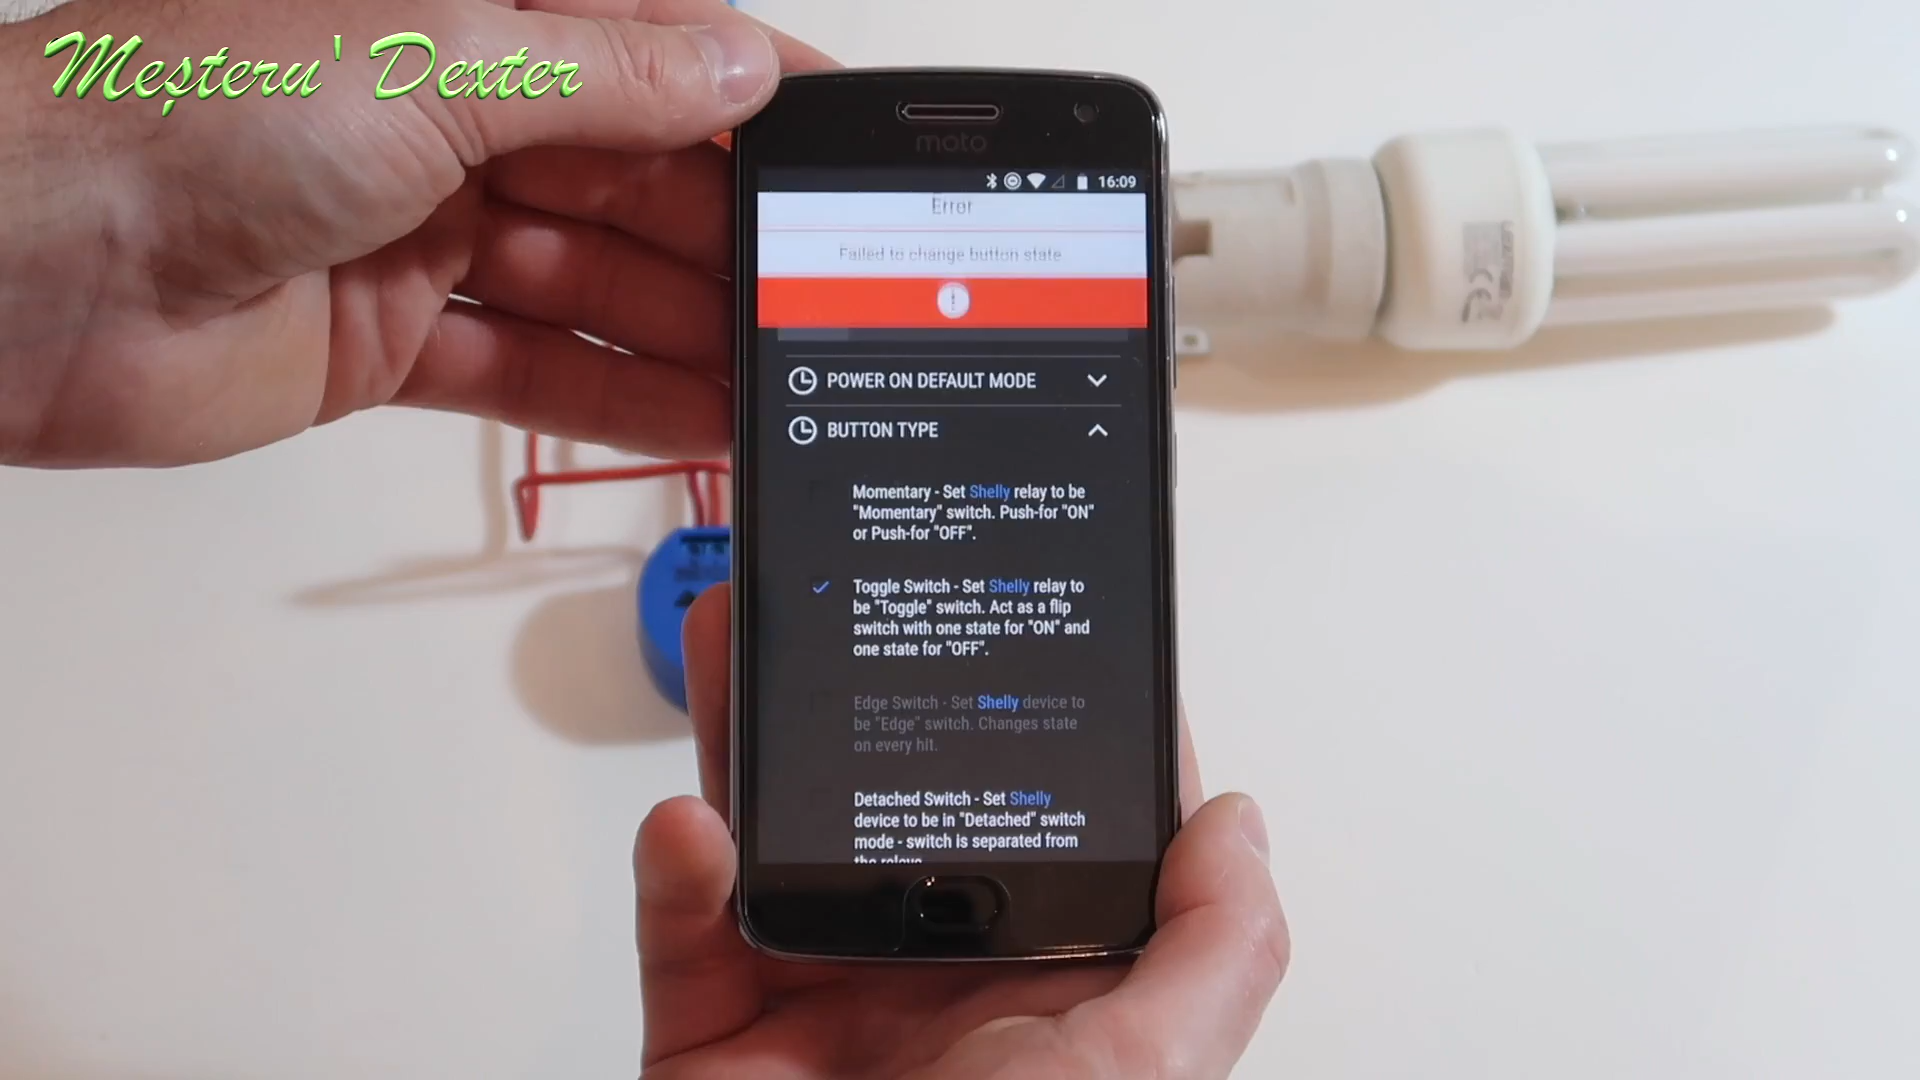 Meșteru' Dexter
moto
16:09
Error
Failed to change button state
POWER ON DEFAULT MODE
BUTTON TYPE
Momentary - Set Shelly relay to be
"Momentary" switch. Push-for "ON"
or Push-for "OFF".
Toggle Switch - Set Shelly relay to
be "Toggle" switch. Act as a flip
switch with one state for "ON" and
one state for "OFF".
Edge Switch - Set Shelly device to
be "Edge" switch. Changes state
on every hit.
Detached Switch - Set Shelly
device to be in "Detached" switch
mode - switch is separated from
the relays
CE